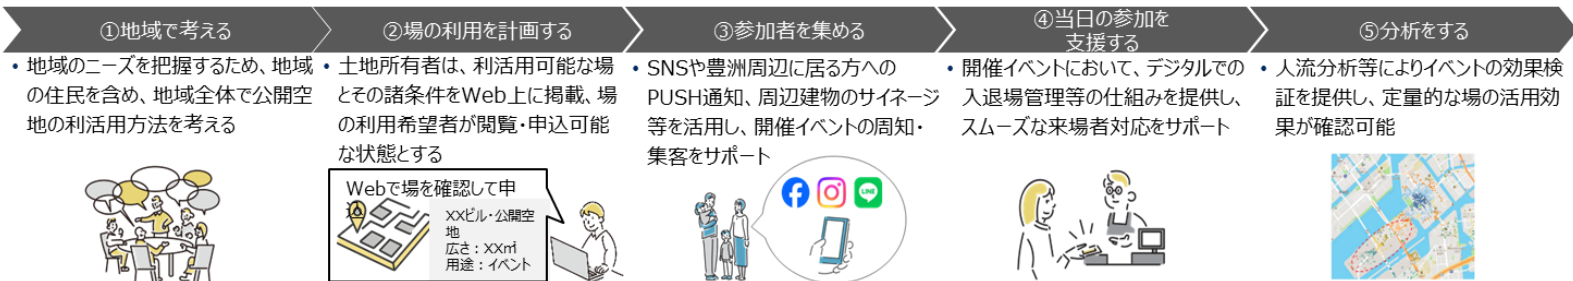 ①地域で考える
②場の利用を計画する
③参加者を集める
④当日の参加を
支援する
⑤分析をする
• 地域のニーズを把握するため、地域
の住民を含め、地域全体で公開空
地の利活用方法を考える
• 土地所有者は、利活用可能な場
とその諸条件をWeb上に掲載、場
の利用希望者が閲覧・申込可能
な状態とする
Webで場を確認して申
XXビル・公開空
地
広さ：XX㎡
用途：イベント
• SNSや豊洲周辺に居る方への
PUSH通知、周辺建物のサイネージ
等を活用し、開催イベントの周知・
集客をサポート
LINE
• 開催イベントにおいて、デジタルでの
入退場管理等の仕組みを提供し、
スムーズな来場者対応をサポート
• 人流分析等によりイベントの効果検
証を提供し、定量的な場の活用効
果が確認可能